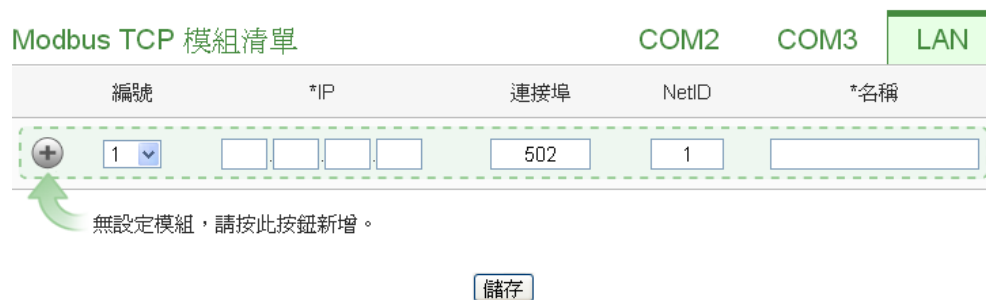 Modbus TCP 模組清單 COM2 COM3 LAN
編號 *IP 連接埠 NetID *名稱
1 . . . 502 1
無設定模組，請按此按鈕新增。
儲存